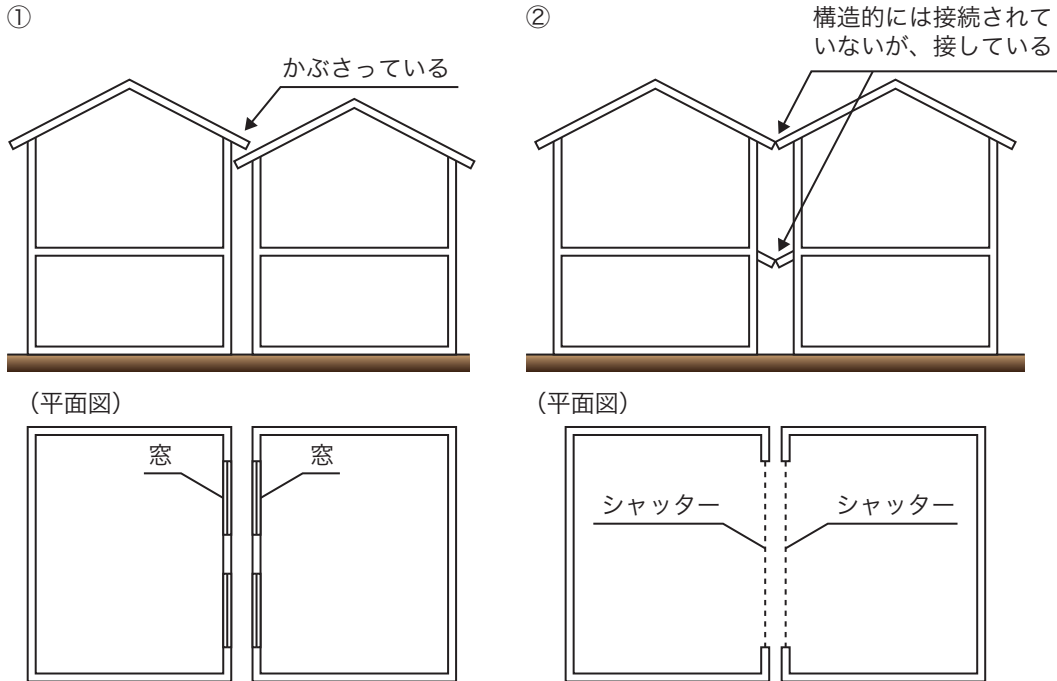 ①
かぶさっている
（平面図）
窓
窓
②
構造的には接続されて
いないが、接している
（平面図）
シャッター
シャッター